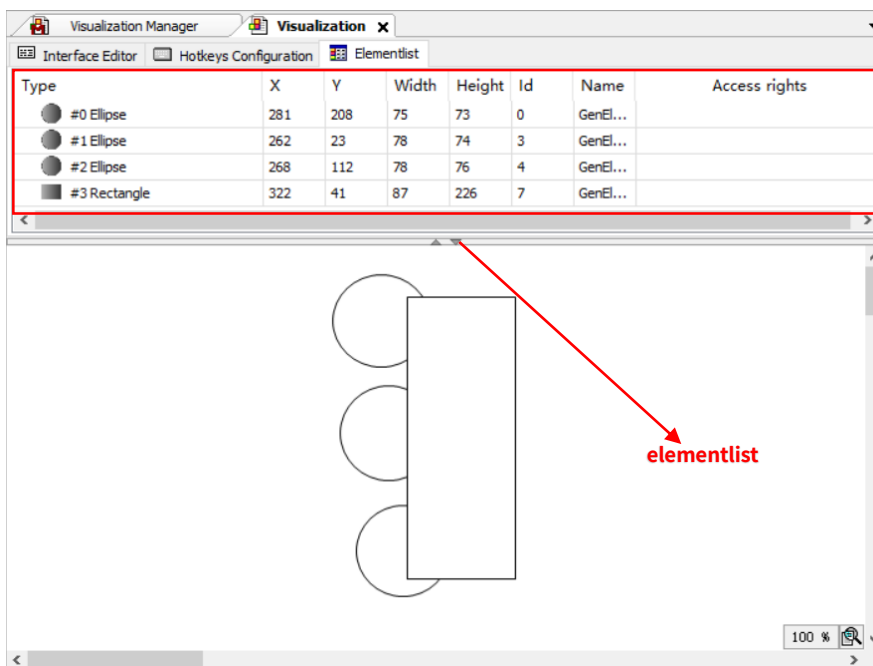 Visualization Manager Visualization X
Interface Editor Hotkeys Configuration Elementlist
Type X Y Width Height Id Name Access rights
#0 Ellipse 281 208 75 73 0 GenEl...
#1 Ellipse 262 23 78 74 3 GenEl...
#2 Ellipse 268 112 78 76 4 GenEl...
#3 Rectangle 322 41 87 226 7 GenEl...
elementlist
100 %